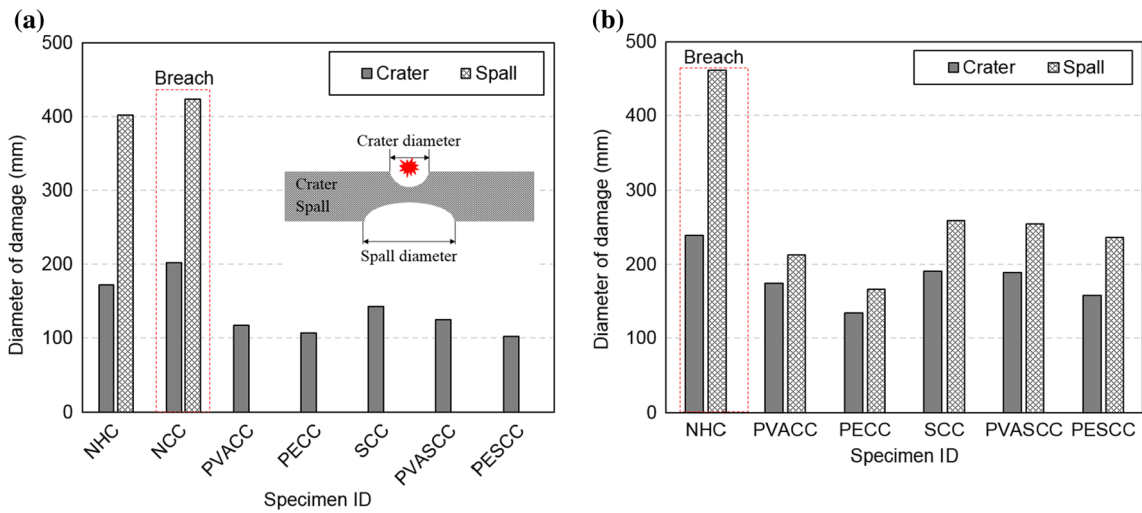 (a)
500
400
300
200
100
0
Diameter of damage (mm)
Crater
Spall
Breach
Crater diameter
Crater
Spall
Spall diameter
NHC
NCC
PVACC
PECC
SCC
PVASCC
PESCC
Specimen ID
(b)
500
400
300
200
100
0
Diameter of damage (mm)
Breach
Crater
Spall
NHC
PVACC
PECC
SCC
PVASCC
PESCC
Specimen ID